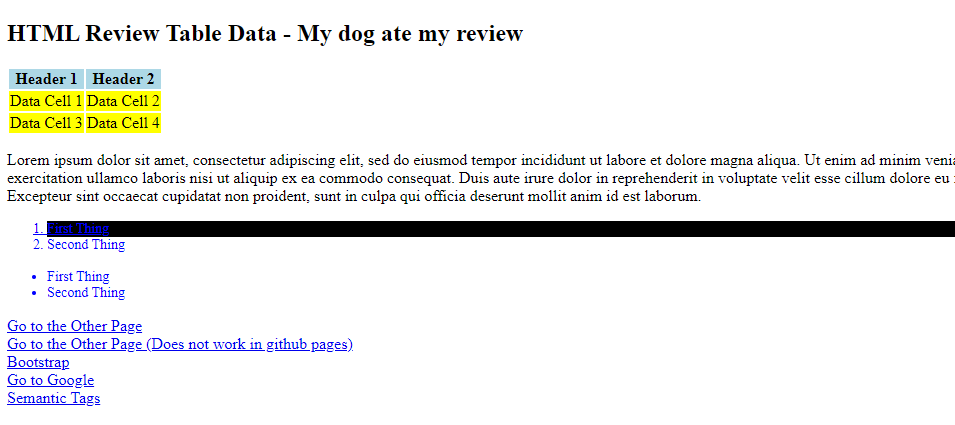 HTML Review Table Data - My dog ate my review
Header 1 Header 2
Data Cell 1 Data Cell 2
Data Cell 3 Data Cell 4
Lorem ipsum dolor sit amet, consectetur adipiscing elit, sed do eiusmod tempor incididunt ut labore et dolore magna aliqua. Ut enim ad minim
exercitation ullamco laboris nisi ut aliquip ex ea commodo consequat. Duis aute irure dolor in reprehenderit in voluptate velit esse cillum dolore eu
Excepteur sint occaecat cupidatat non proident, sunt in culpa qui officia deserunt mollit anim id est laborum.
1. First Thing
2. Second Thing
• First Thing
• Second Thing
Go to the Other Page
Go to the Other Page (Does not work in github pages)
Bootstrap
Go to Google
Semantic Tags